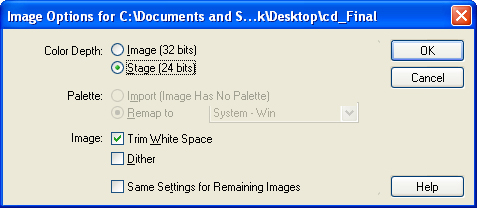 Image Options for C:\Documents and S...k\Desktop\cd_Final
Color Depth: Image (32 bits)
OK
Stage (24 bits)
Cancel
Palette: Import (Image Has No Palette)
Remap to System - Win
Image: Trim White Space
Dither
Same Settings for Remaining Images
Help